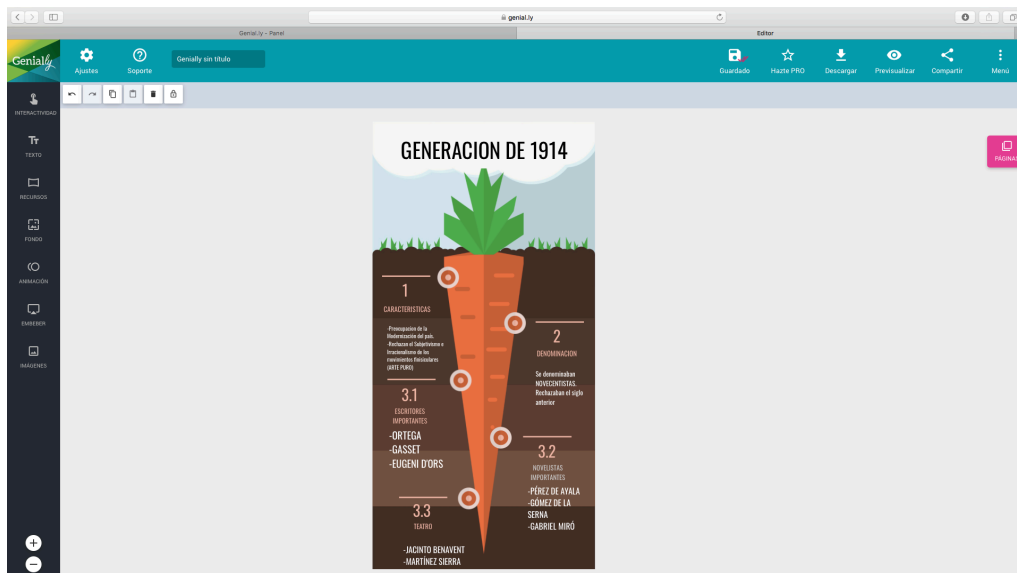 genial.ly
Genial.ly - Panel
Editor
Genially
Ajustes
Soporte
Genially sin título
Guardado
Hazte PRO
Descargar
Previsualizar
Compartir
Menú
INTERACTIVIDAD
TEXTO
RECURSOS
FONDO
ANIMACIÓN
EMBEBER
IMÁGENES
PÁGINAS
GENERACION DE 1914
1
CARACTERISTICAS
-Preocupacion de la
Modernización del país.
-Rechazan el Subjetivismo e
Irracionalismo de los
(ARTE PURO)
2
DENOMINACION
Se denominaban
NOVECENTISTAS.
Rechazaban el siglo
anterior
3.1
ESCRITORES
IMPORTANTES
-ORTEGA
-GASSET
-EUGENI D'ORS
3.2
NOVELISTAS
IMPORTANTES
-PÉREZ DE AYALA
-GÓMEZ DE LA
SERNA
-GABRIEL MIRÓ
3.3
TEATRO
-JACINTO BENAVENT
-MARTÍNEZ SIERRA